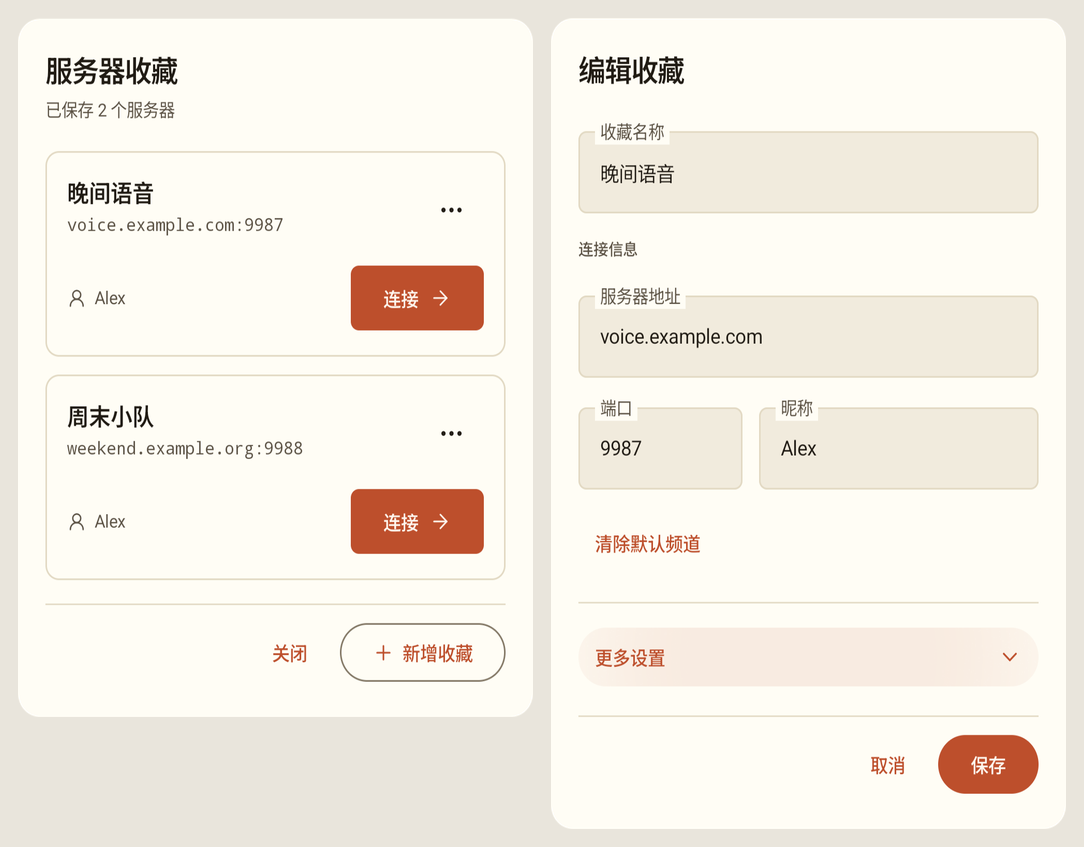 服务器收藏
已保存 2 个服务器
晚间语音
voice.example.com:9987
Alex
连接
周末小队
weekend.example.org:9988
Alex
连接
关闭
新增收藏
编辑收藏
收藏名称
晚间语音
连接信息
服务器地址
voice.example.com
端口
9987
昵称
Alex
清除默认频道
更多设置
取消
保存